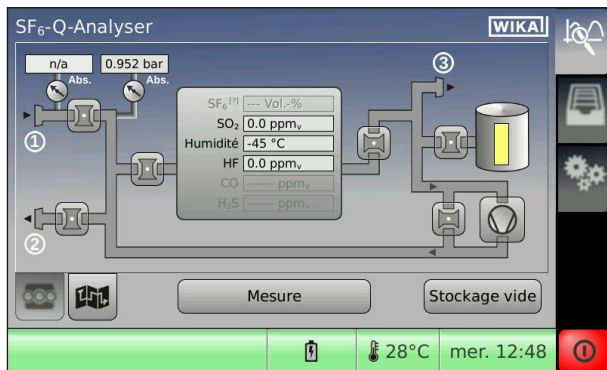 SF₆-Q-Analyser
WIKA
n/a
0.952 bar
Abs.
Abs.
①
②
③
SF₆ [?] --- Vol.-%
SO₂ 0.0 ppmᵥ
Humidité -45 °C
HF 0.0 ppmᵥ
CO ------ ppmᵥ
H₂S ------ ppmᵥ
Mesure
Stockage vide
28°C
mer. 12:48